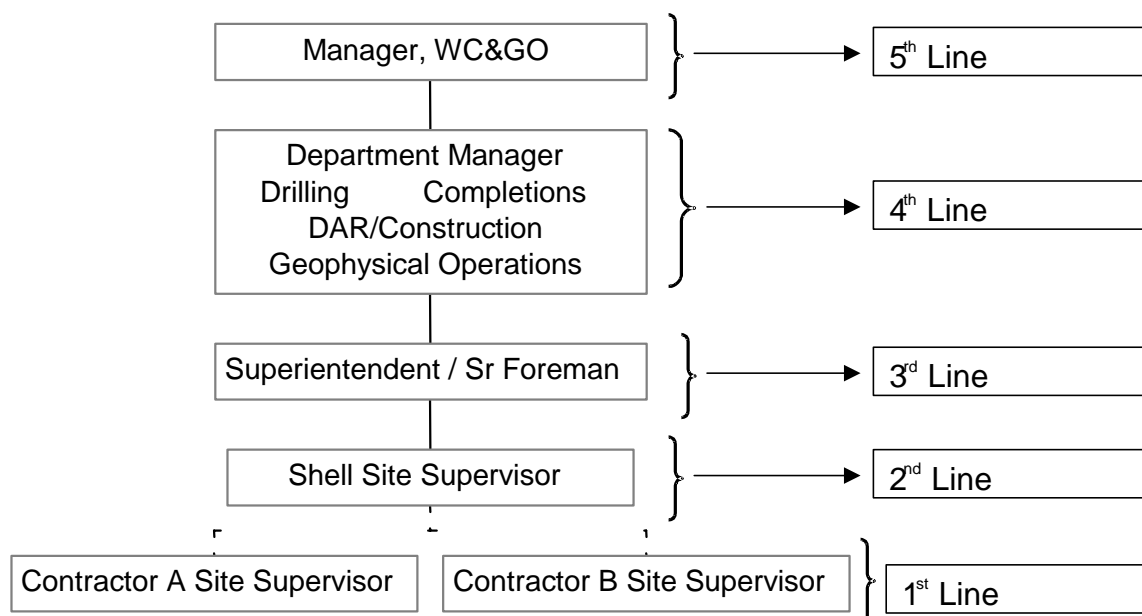 Manager, WC&GO
5th Line
Department Manager
Drilling Completions
DAR/Construction
Geophysical Operations
4th Line
Superientendent / Sr Foreman
3rd Line
Shell Site Supervisor
2nd Line
Contractor A Site Supervisor
Contractor B Site Supervisor
1st Line